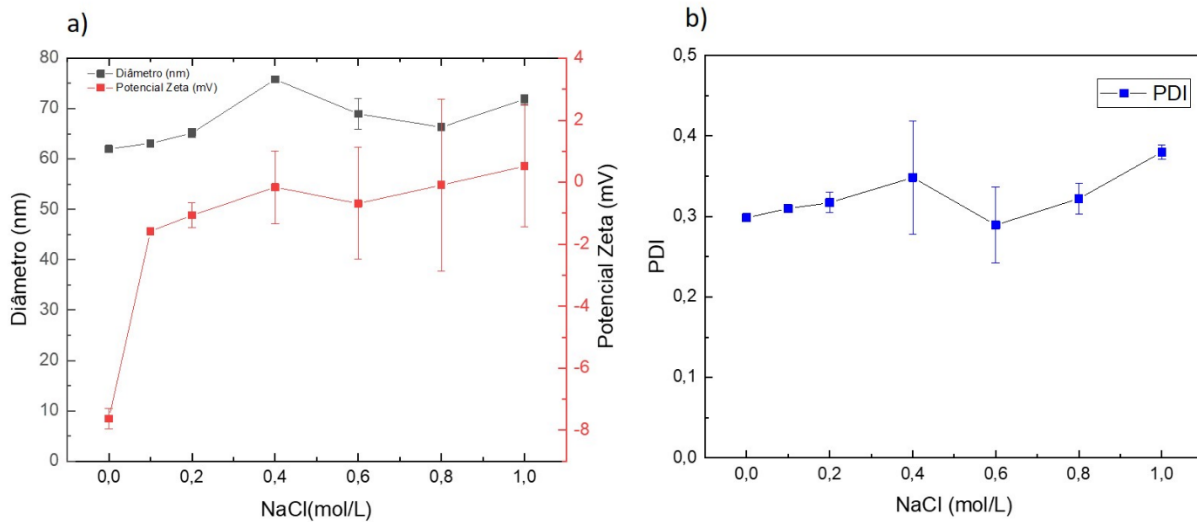 a)
Diâmetro (nm)
Potencial Zeta (mV)
80
70
60
50
40
30
20
10
0
Diâmetro (nm)
4
2
0
-2
-4
-6
-8
Potencial Zeta (mV)
0,0 0,2 0,4 0,6 0,8 1,0
NaCl(mol/L)
b)
PDI
0,5
0,4
0,3
0,2
0,1
0,0
PDI
0,0 0,2 0,4 0,6 0,8 1,0
NaCl (mol/L)